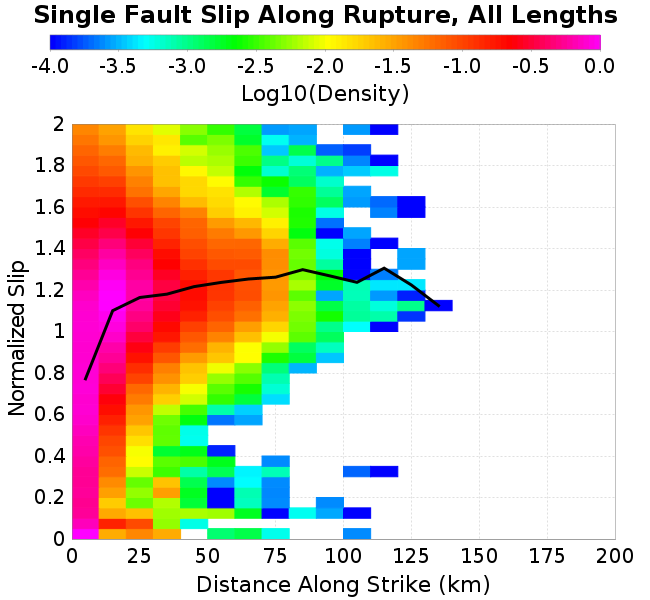 Single Fault Slip Along Rupture, All Lengths
-4.0 -3.5 -3.0 -2.5 -2.0 -1.5 -1.0 -0.5 0.0
Log10(Density)
Normalized Slip
2
1.8
1.6
1.4
1.2
1
0.8
0.6
0.4
0.2
0
0 25 50 75 100 125 150 175 200
Distance Along Strike (km)